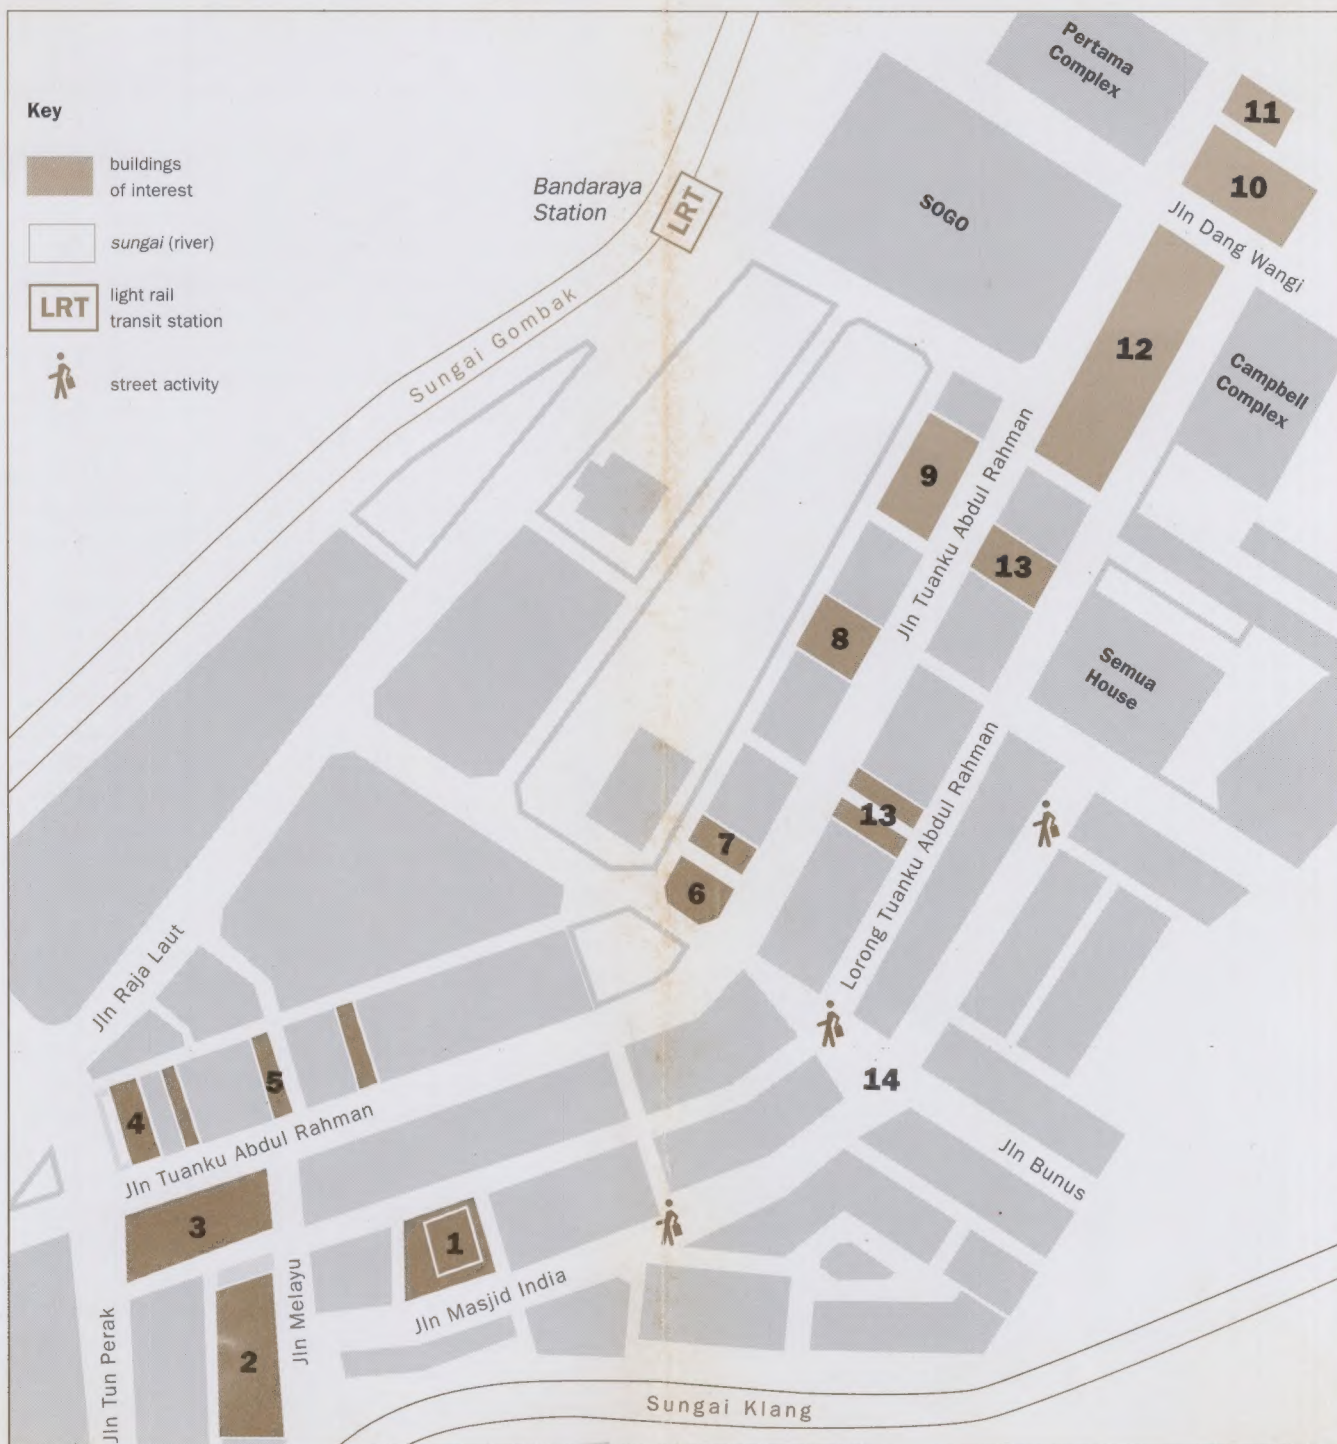 Key
buildings
of interest
sungai (river)
LRT
light rail
transit station
street activity
Bandaraya
Station
LRT
Sungai Gombak
Pertama
Complex
11
10
SOGO
Jln Dang Wangi
12
Campbell
Complex
9
Jln Tuanku Abdul Rahman
13
8
Semua
House
13
7
6
Lorong Tuanku Abdul Rahman
Jln Raja Laut
14
5
4
Jln Tuanku Abdul Rahman
Jln Bunus
3
1
Jln Masjid India
Jln Melayu
2
Jln Tun Perak
Sungai Klang